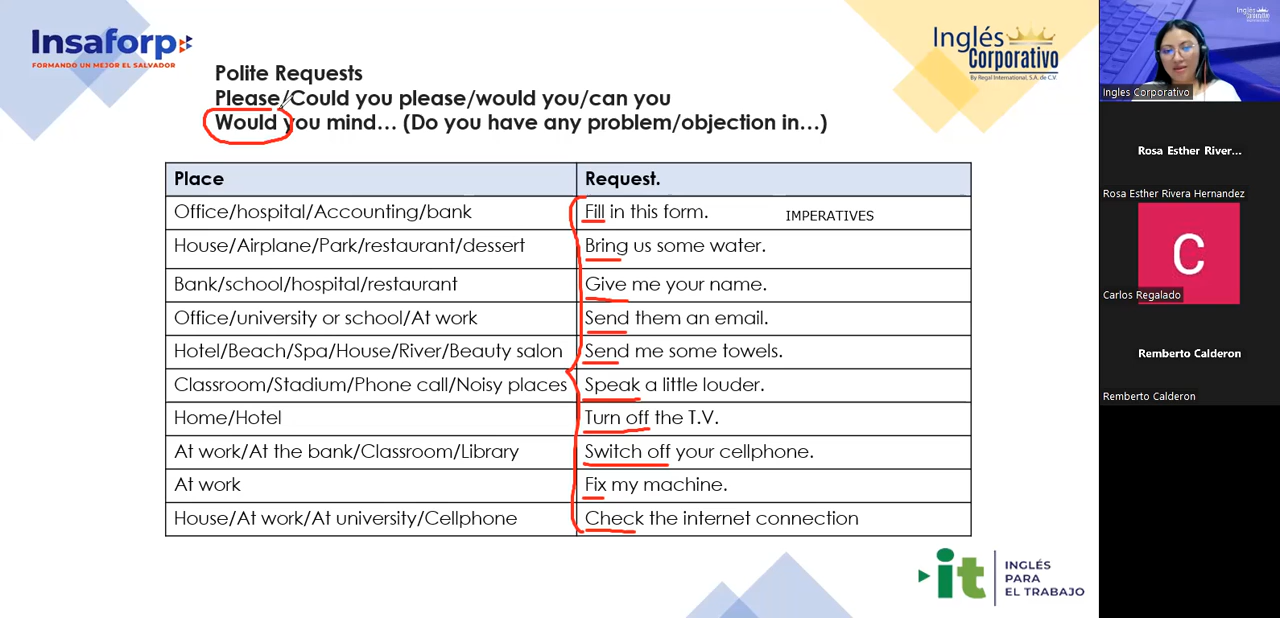 Insaforp
FORMANDO UN MEJOR EL SALVADOR
Inglés
Corporativo
By Regal International, S.A. de C.V.
Polite Requests
Please/Could you please/would you/can you
Would you mind... (Do you have any problem/objection in...)
Place Request.
Office/hospital/Accounting/bank Fill in this form. IMPERATIVES
House/Airplane/Park/restaurant/dessert Bring us some water.
Bank/school/hospital/restaurant Give me your name.
Office/university or school/At work Send them an email.
Hotel/Beach/Spa/House/River/Beauty salon Send me some towels.
Classroom/Stadium/Phone call/Noisy places Speak a little louder.
Home/Hotel Turn off the T.V.
At work/At the bank/Classroom/Library Switch off your cellphone.
At work Fix my machine.
House/At work/At university/Cellphone Check the internet connection
it
INGLÉS
PARA
EL TRABAJO
Inglés
Corporativo
Ingles Corporativo
Rosa Esther River...
Rosa Esther Rivera Hernandez
C
Carlos Regalado
Remberto Calderon
Remberto Calderon